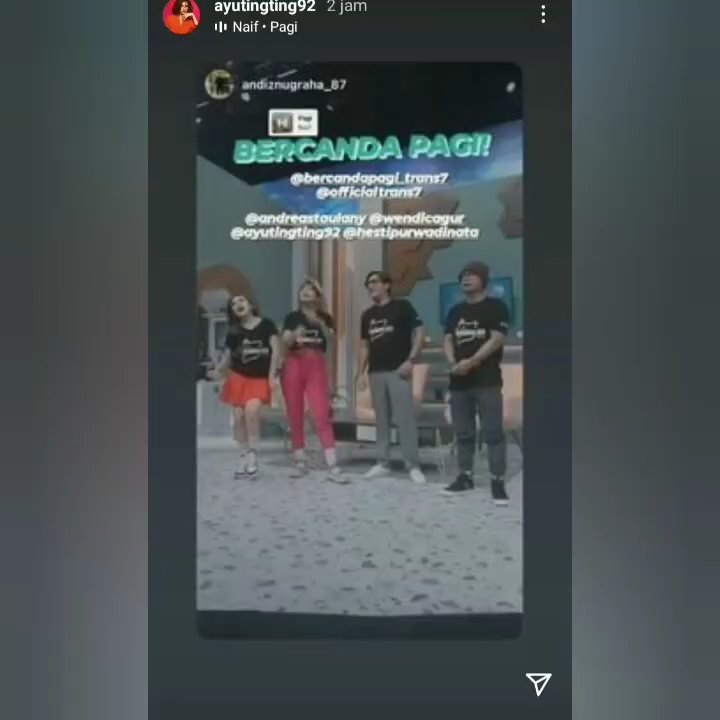 ayutingting92 2 jam
Naif • Pagi
andiznugraha_87
BERCANDA PAGI!
@bercandapagi_trans7
@officialtrans7
@andreastaulany @wendicagur
@ayutingting92 @hestipurwadinata